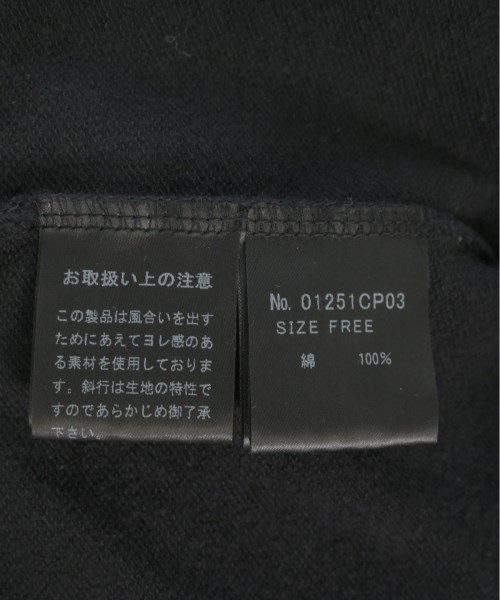 お取扱い上の注意
この製品は風合いを出す
ためにあえてヨレ感のあ
る素材を使用しておりま
す。斜行は生地の特性で
すのであらかじめ御了承
下さい。
No. 01251CP03
SIZE FREE
綿 100%